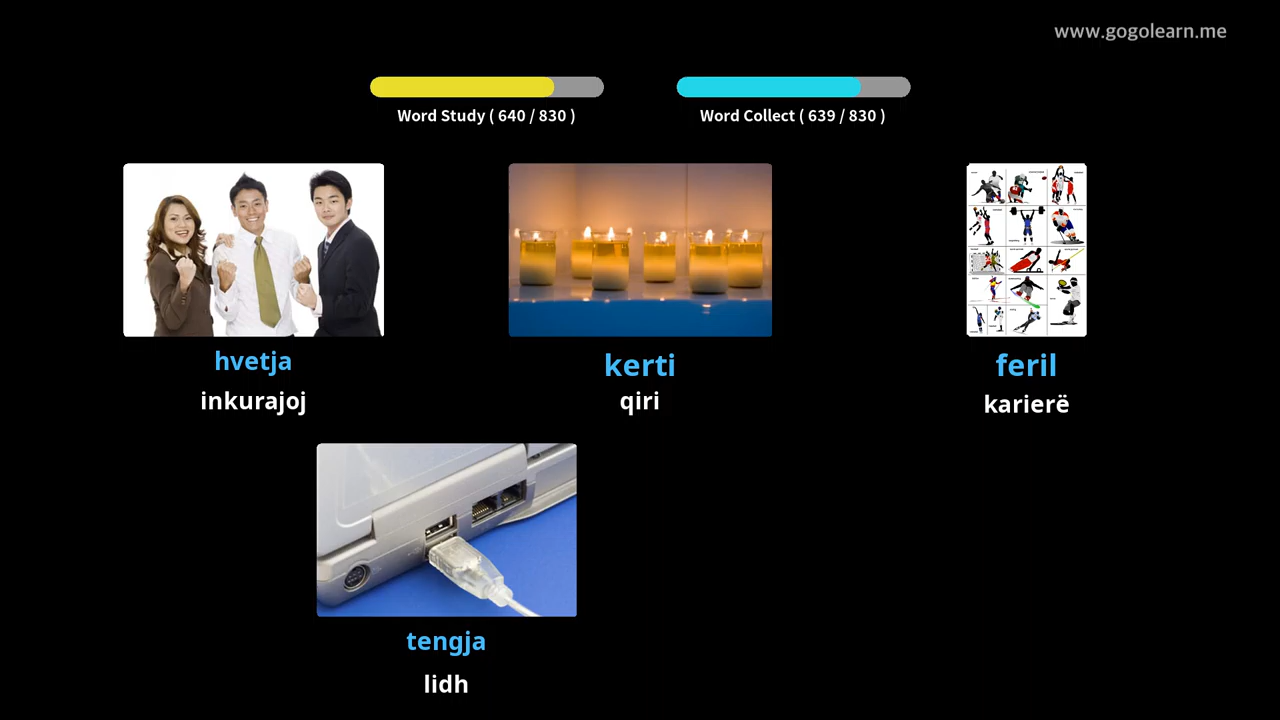 www.gogolearn.me
Word Study ( 640 / 830 )
Word Collect ( 639 / 830 )
hvetja
inkurajoj
kerti
qiri
feril
karierë
tengja
lidh